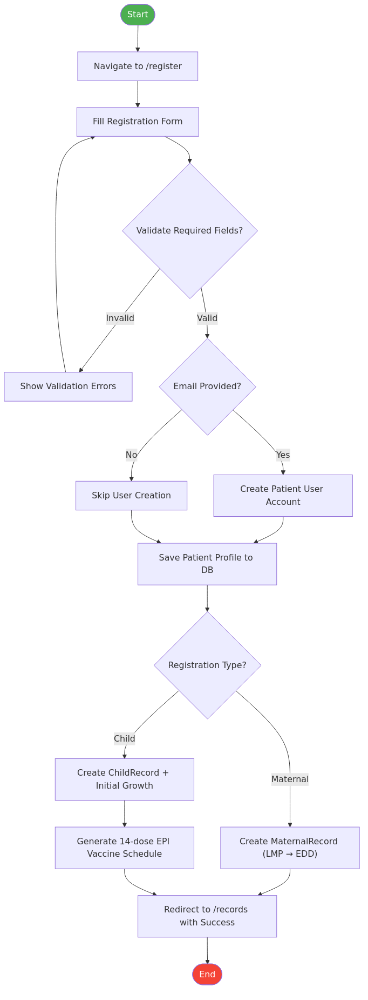 Start
Navigate to /register
Fill Registration Form
Validate Required Fields?
Invalid
Valid
Show Validation Errors
Email Provided?
No
Yes
Skip User Creation
Create Patient User
Account
Save Patient Profile to
DB
Registration Type?
Child
Maternal
Create ChildRecord +
Initial Growth
Generate 14-dose EPI
Vaccine Schedule
Create MaternalRecord
(LMP → EDD)
Redirect to /records
with Success
End